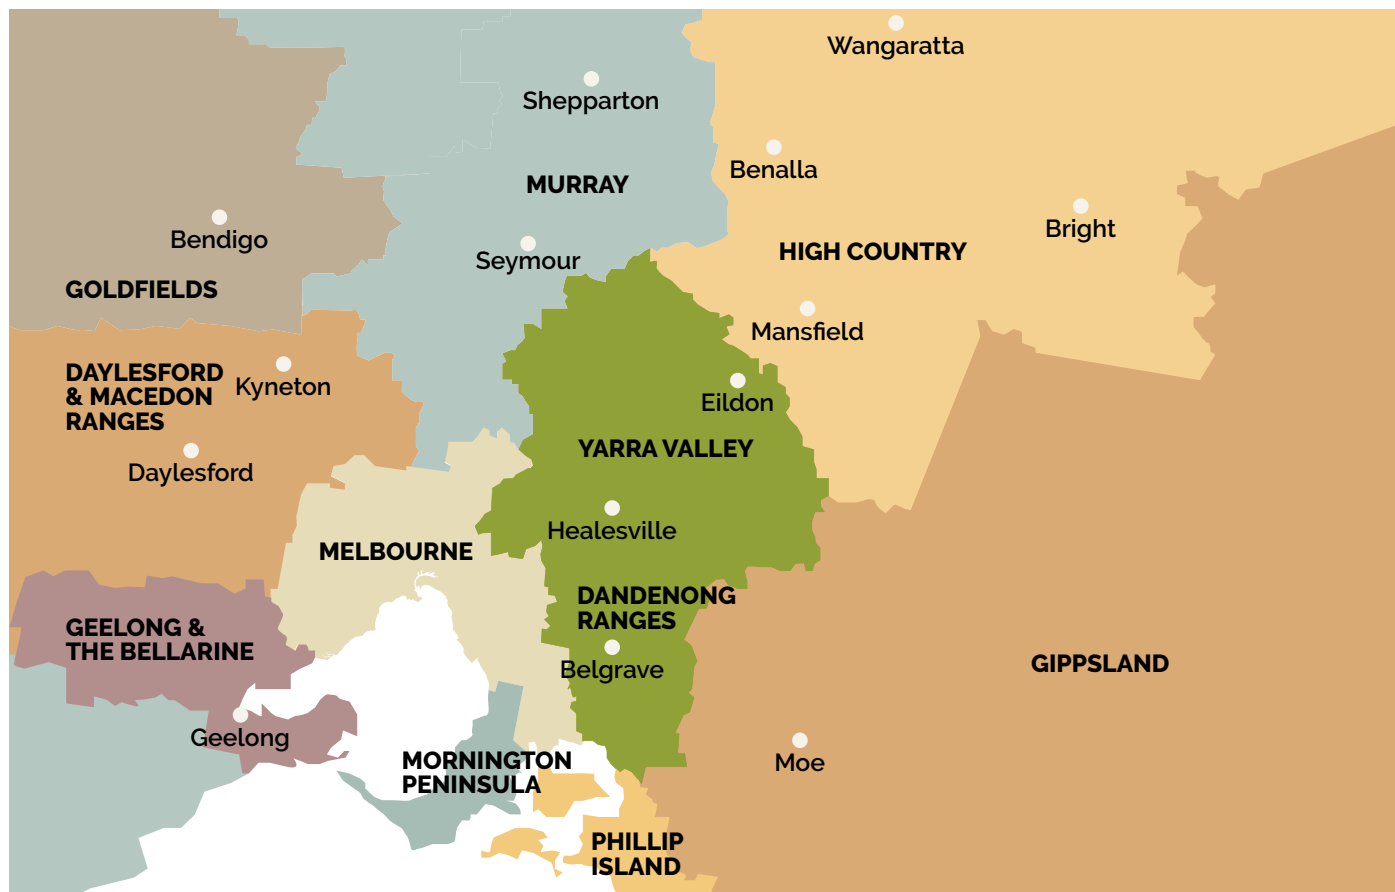 Wangaratta
Shepparton
Benalla
MURRAY
Bright
Bendigo
HIGH COUNTRY
Seymour
GOLDFIELDS
Mansfield
DAYLESFORD
& MACEDON
RANGES
Kyneton
Eildon
YARRA VALLEY
Daylesford
Healesville
MELBOURNE
DANDENONG
RANGES
GEELONG &
THE BELLARINE
Belgrave
GIPPSLAND
Geelong
MORNINGTON
PENINSULA
Moe
PHILLIP
ISLAND